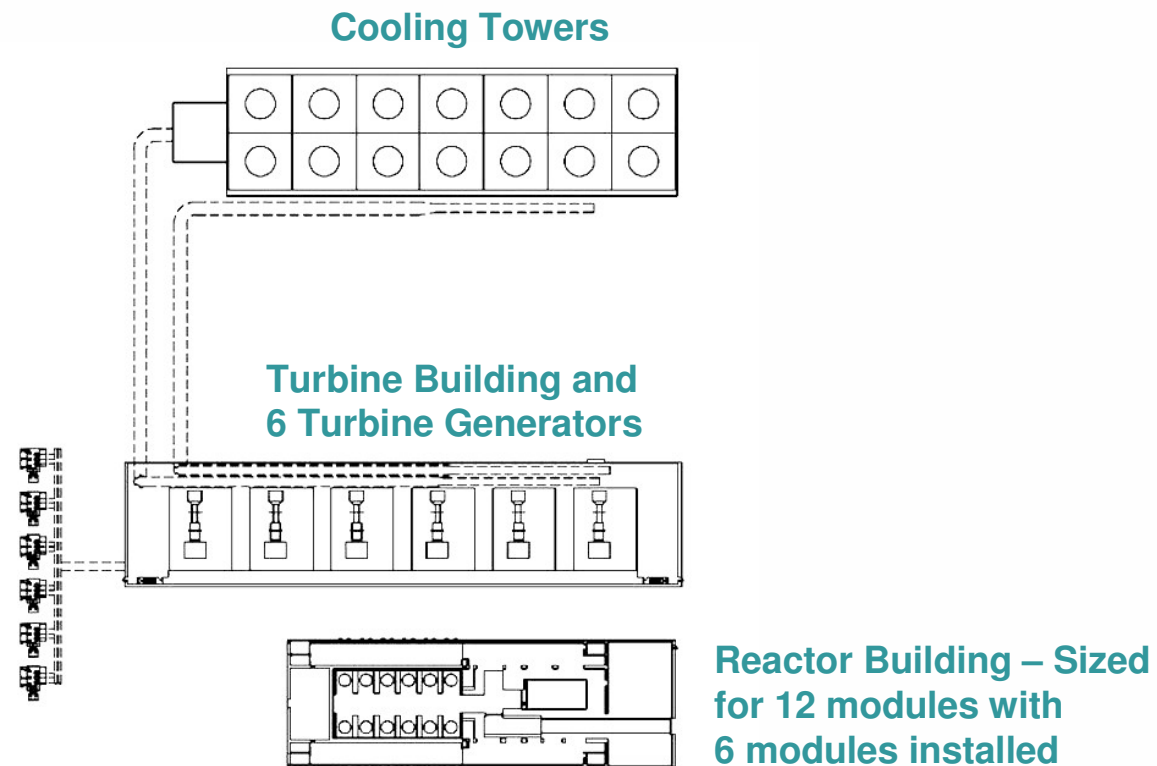 Cooling Towers
Turbine Building and
6 Turbine Generators
Reactor Building – Sized
for 12 modules with
6 modules installed